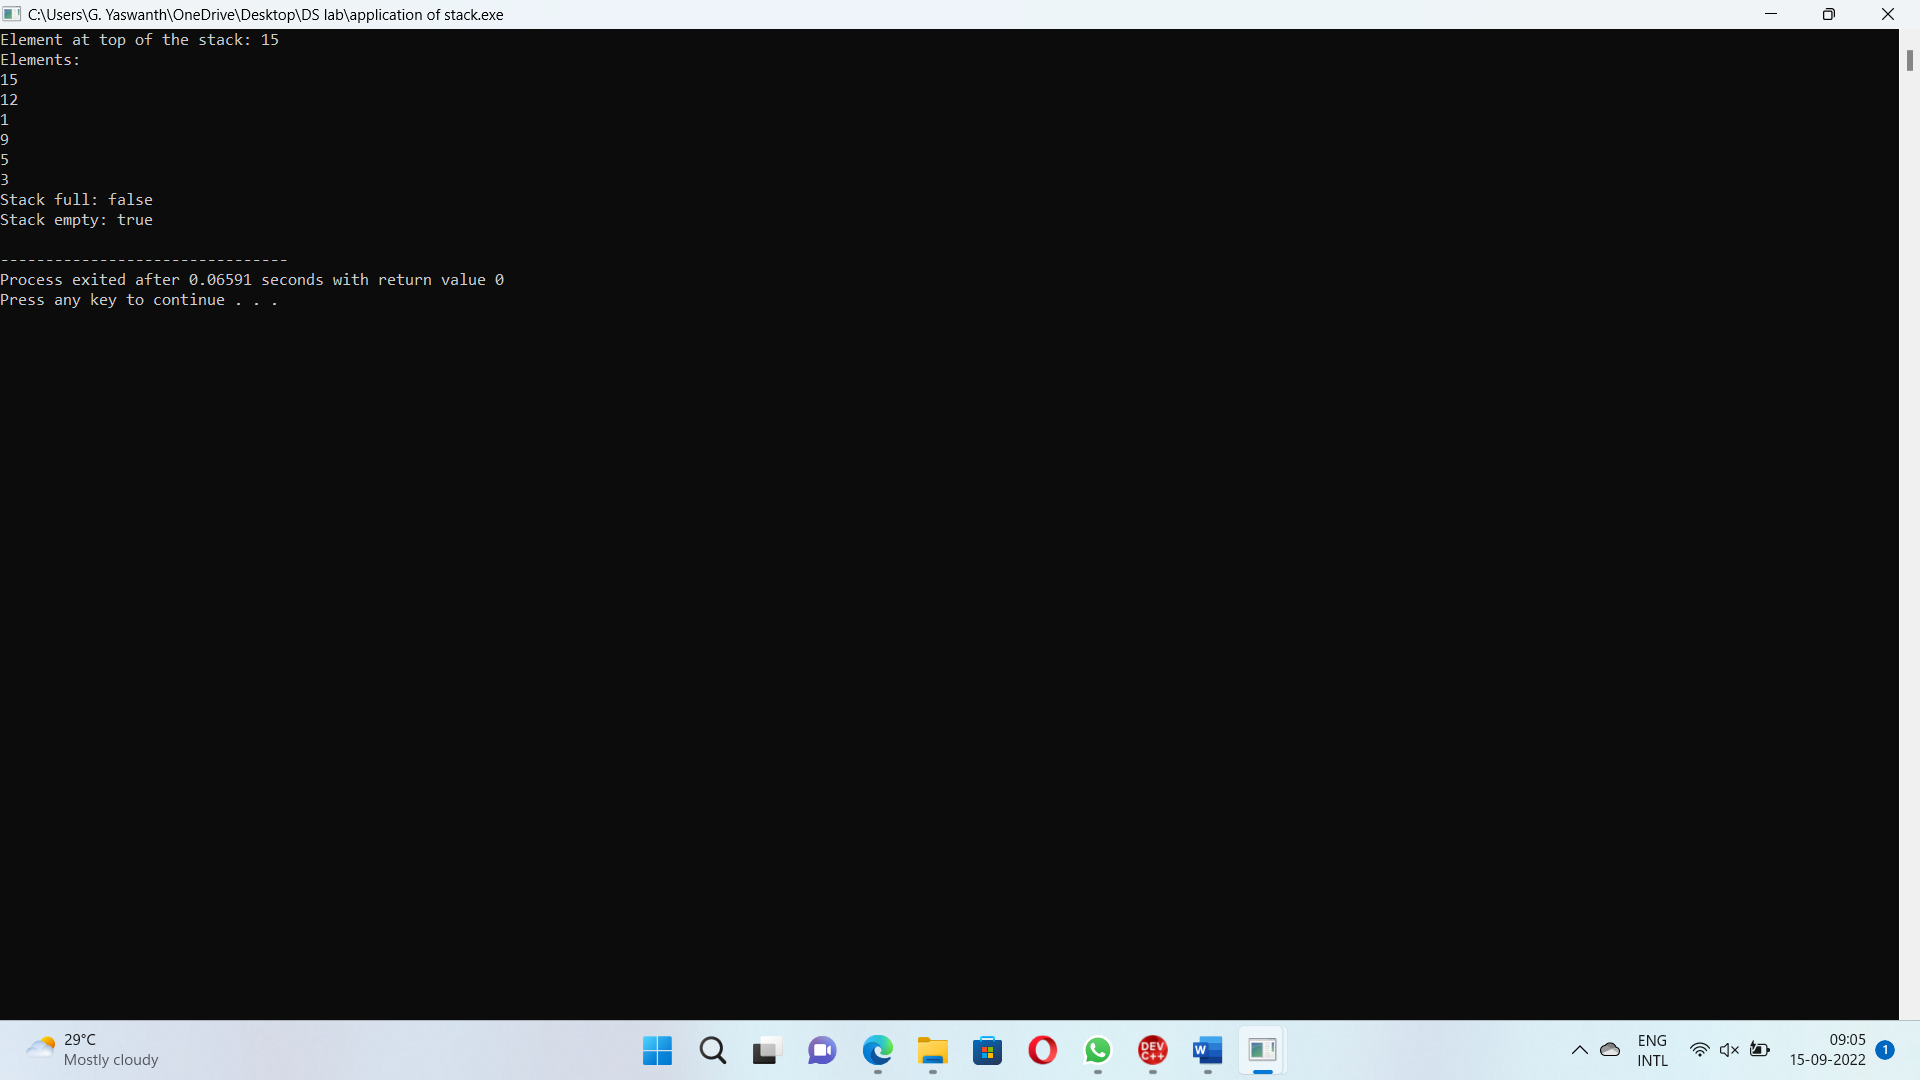 C:\Users\G. Yaswanth\OneDrive\Desktop\DS lab\application of stack.exe
Element at top of the stack: 15
Elements:
15
12
1
9
5
3
Stack full: false
Stack empty: true
--------------------------------
Process exited after 0.06591 seconds with return value 0
Press any key to continue . . .
29°C
Mostly cloudy
DEV
C++
W
ENG
INTL
09:05
15-09-2022
1